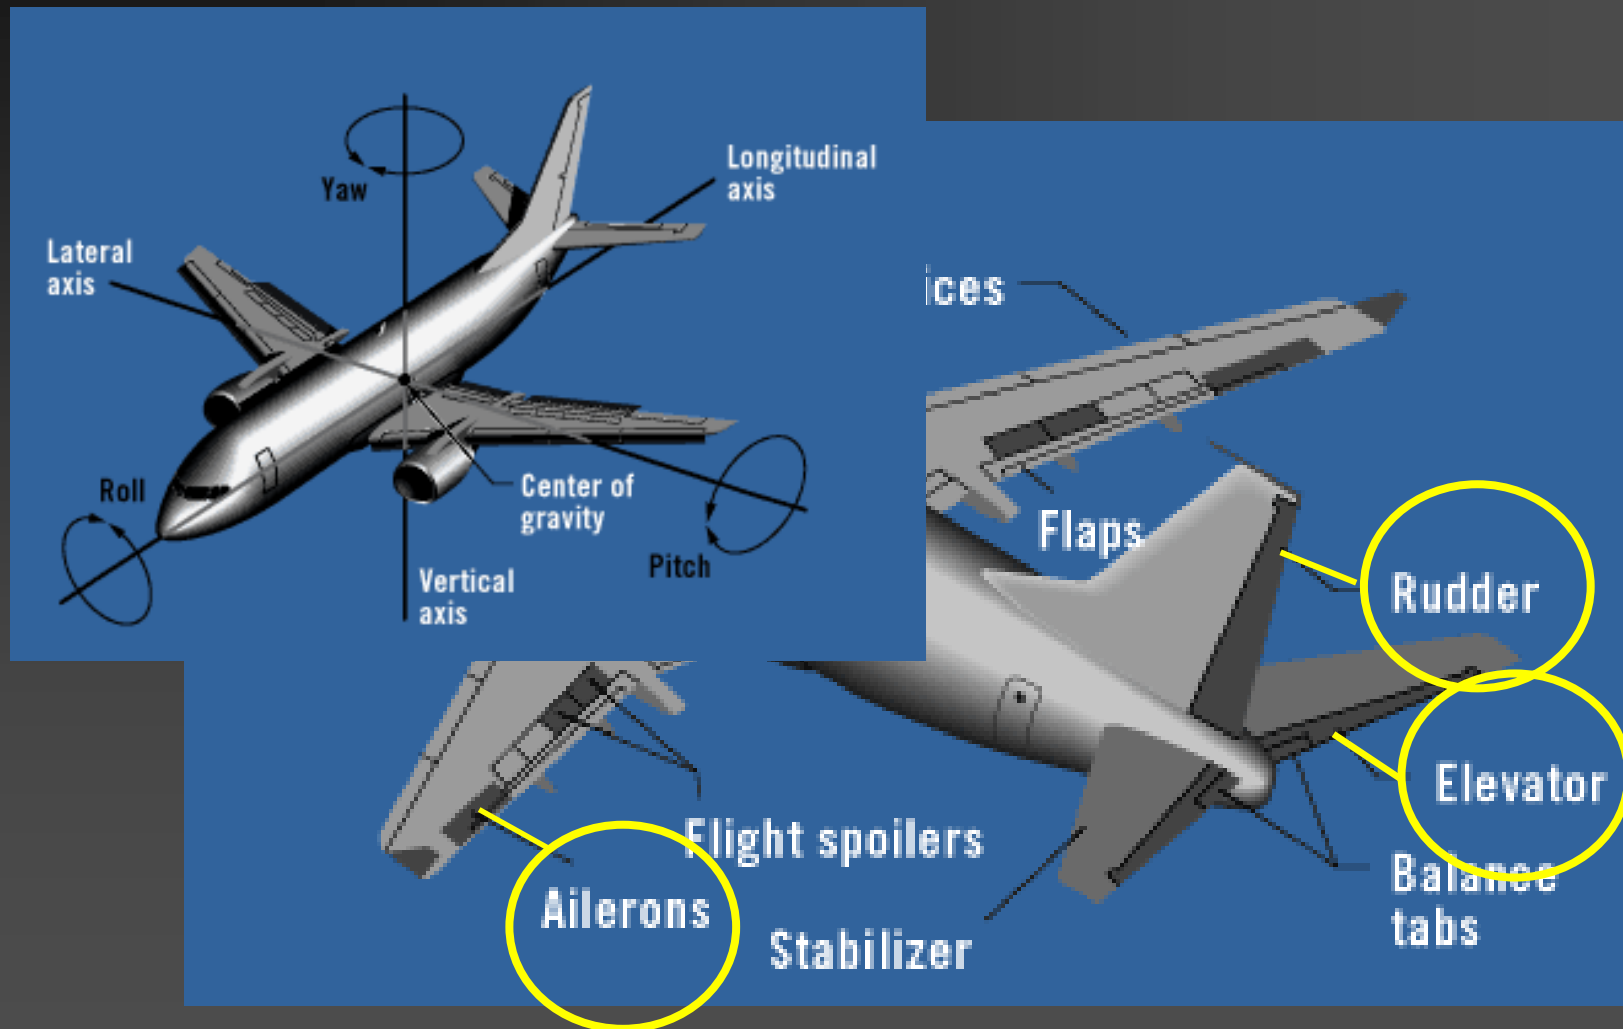 Yaw
Longitudinal
axis
Lateral
axis
Roll
Center of
gravity
Pitch
Vertical
axis
Flaps
Rudder
Elevator
Flight spoilers
Balance
tabs
Ailerons
Stabilizer